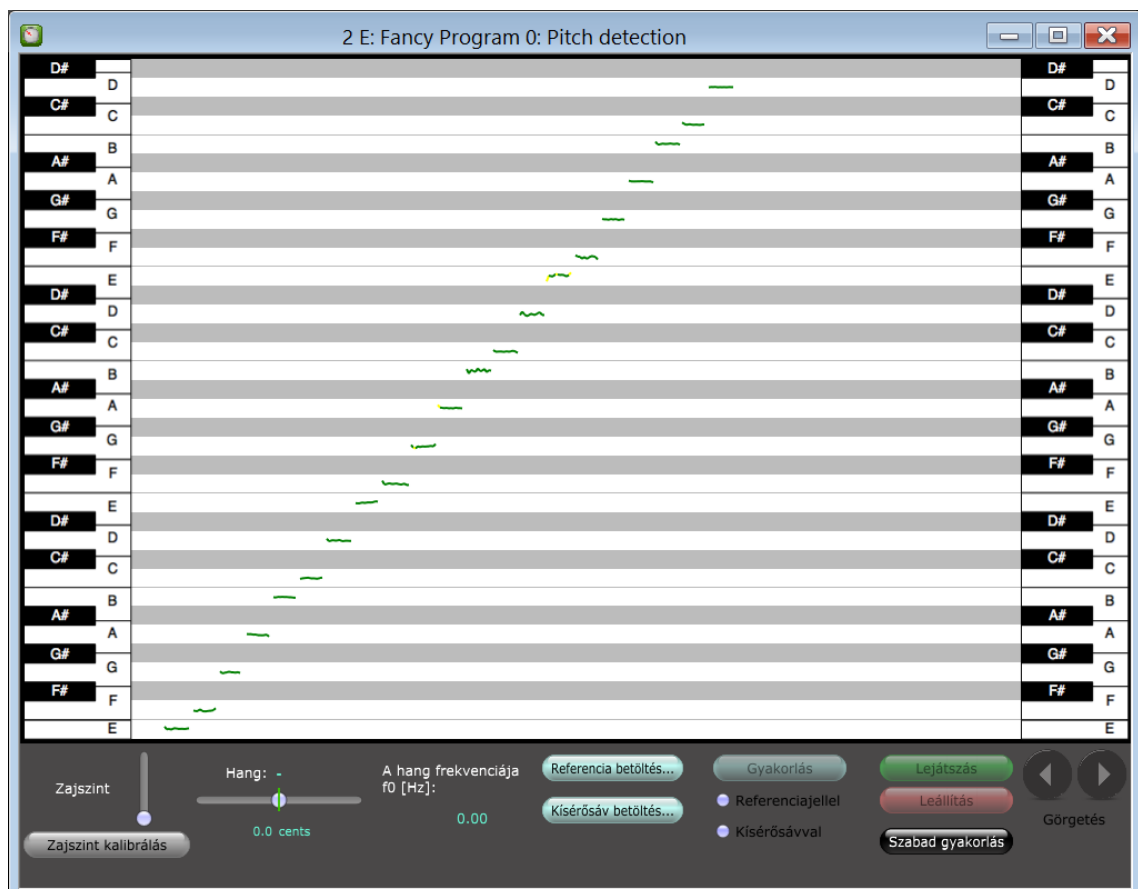 2 E: Fancy Program 0: Pitch detection
D# D#
D D
C# C#
C C
B B
A# A#
A A
G# G#
G G
F# F#
F F
E E
D# D#
D D
C# C#
C C
B B
A# A#
A A
G# G#
G G
F# F#
F F
E E
D# D#
D D
C# C#
C C
B B
A# A#
A A
G# G#
G G
F# F#
F F
E E
Zajszint
Zajszint kalibrálás
Hang: -
0.0 cents
A hang frekvenciája
f0 [Hz]:
0.00
Referencia betöltés...
Kísérősáv betöltés...
Gyakorlás
Referenciajellel
Kísérősávval
Lejátszás
Leállítás
Szabad gyakorlás
Görgetés